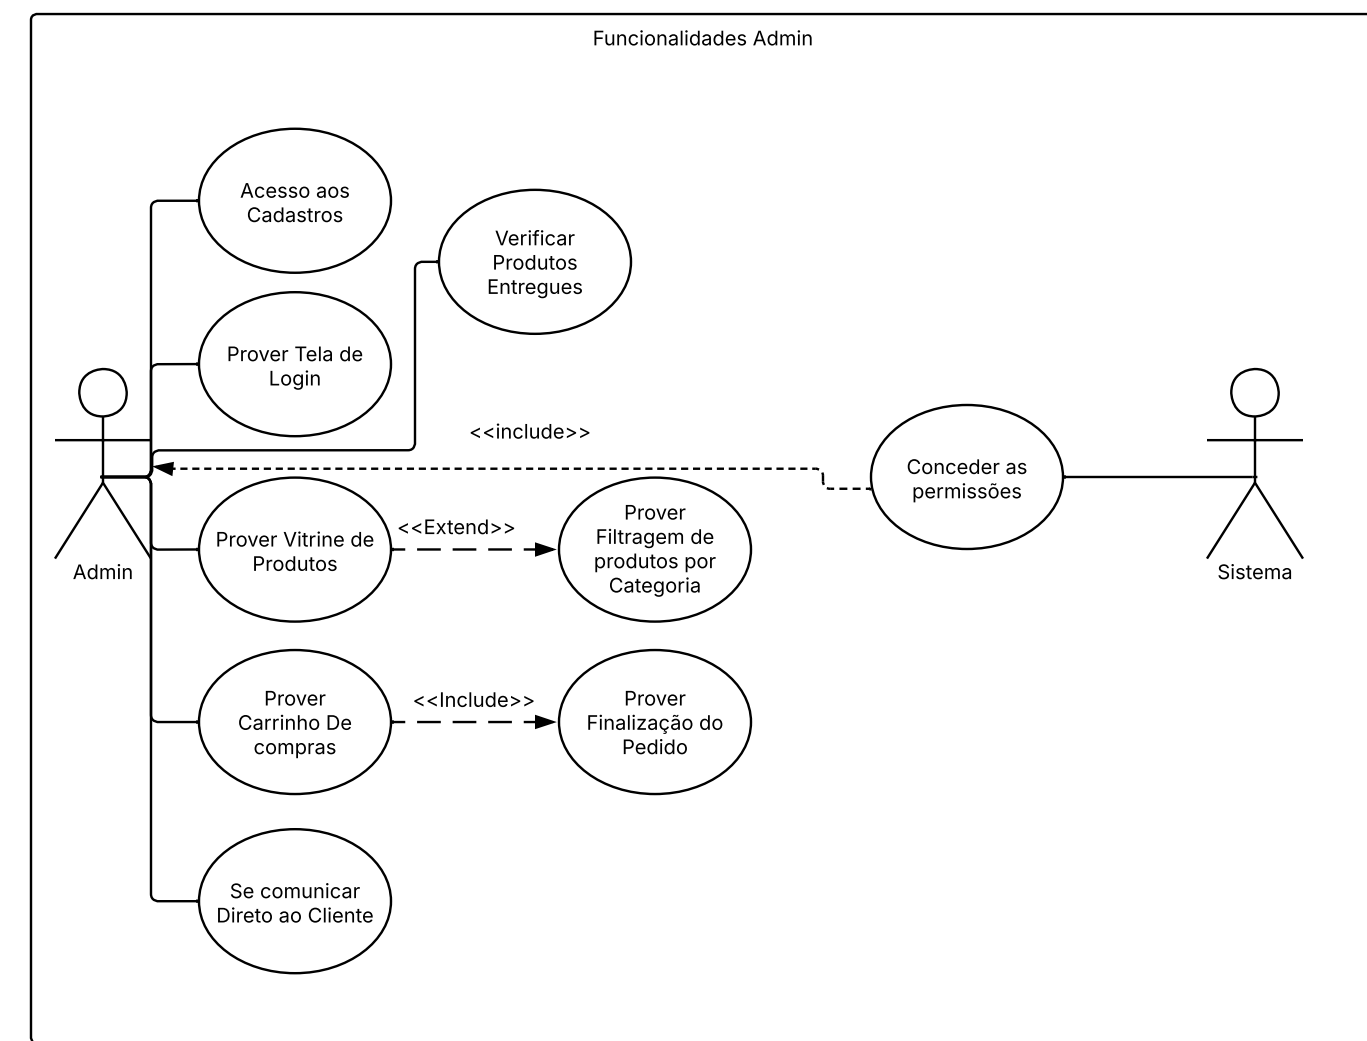 Funcionalidades Admin
Acesso aos
Cadastros
Verificar
Produtos
Entregues
Prover Tela de
Login
<<include>>
Conceder as
permissões
Admin
Sistema
Prover Vitrine de
Produtos
<<Extend>>
Prover
Filtragem de
produtos por
Categoria
Prover
Carrinho De
compras
<<Include>>
Prover
Finalização do
Pedido
Se comunicar
Direto ao Cliente